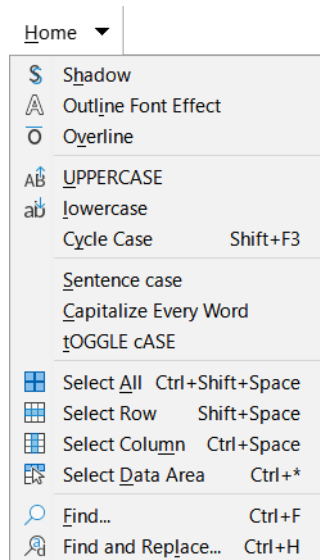 Home
Shadow
Outline Font Effect
Overline
UPPERCASE
lowercase
Cycle Case Shift+F3
Sentence case
Capitalize Every Word
tOGGLE cASE
Select All Ctrl+Shift+Space
Select Row Shift+Space
Select Column Ctrl+Space
Select Data Area Ctrl+*
Find... Ctrl+F
Find and Replace... Ctrl+H